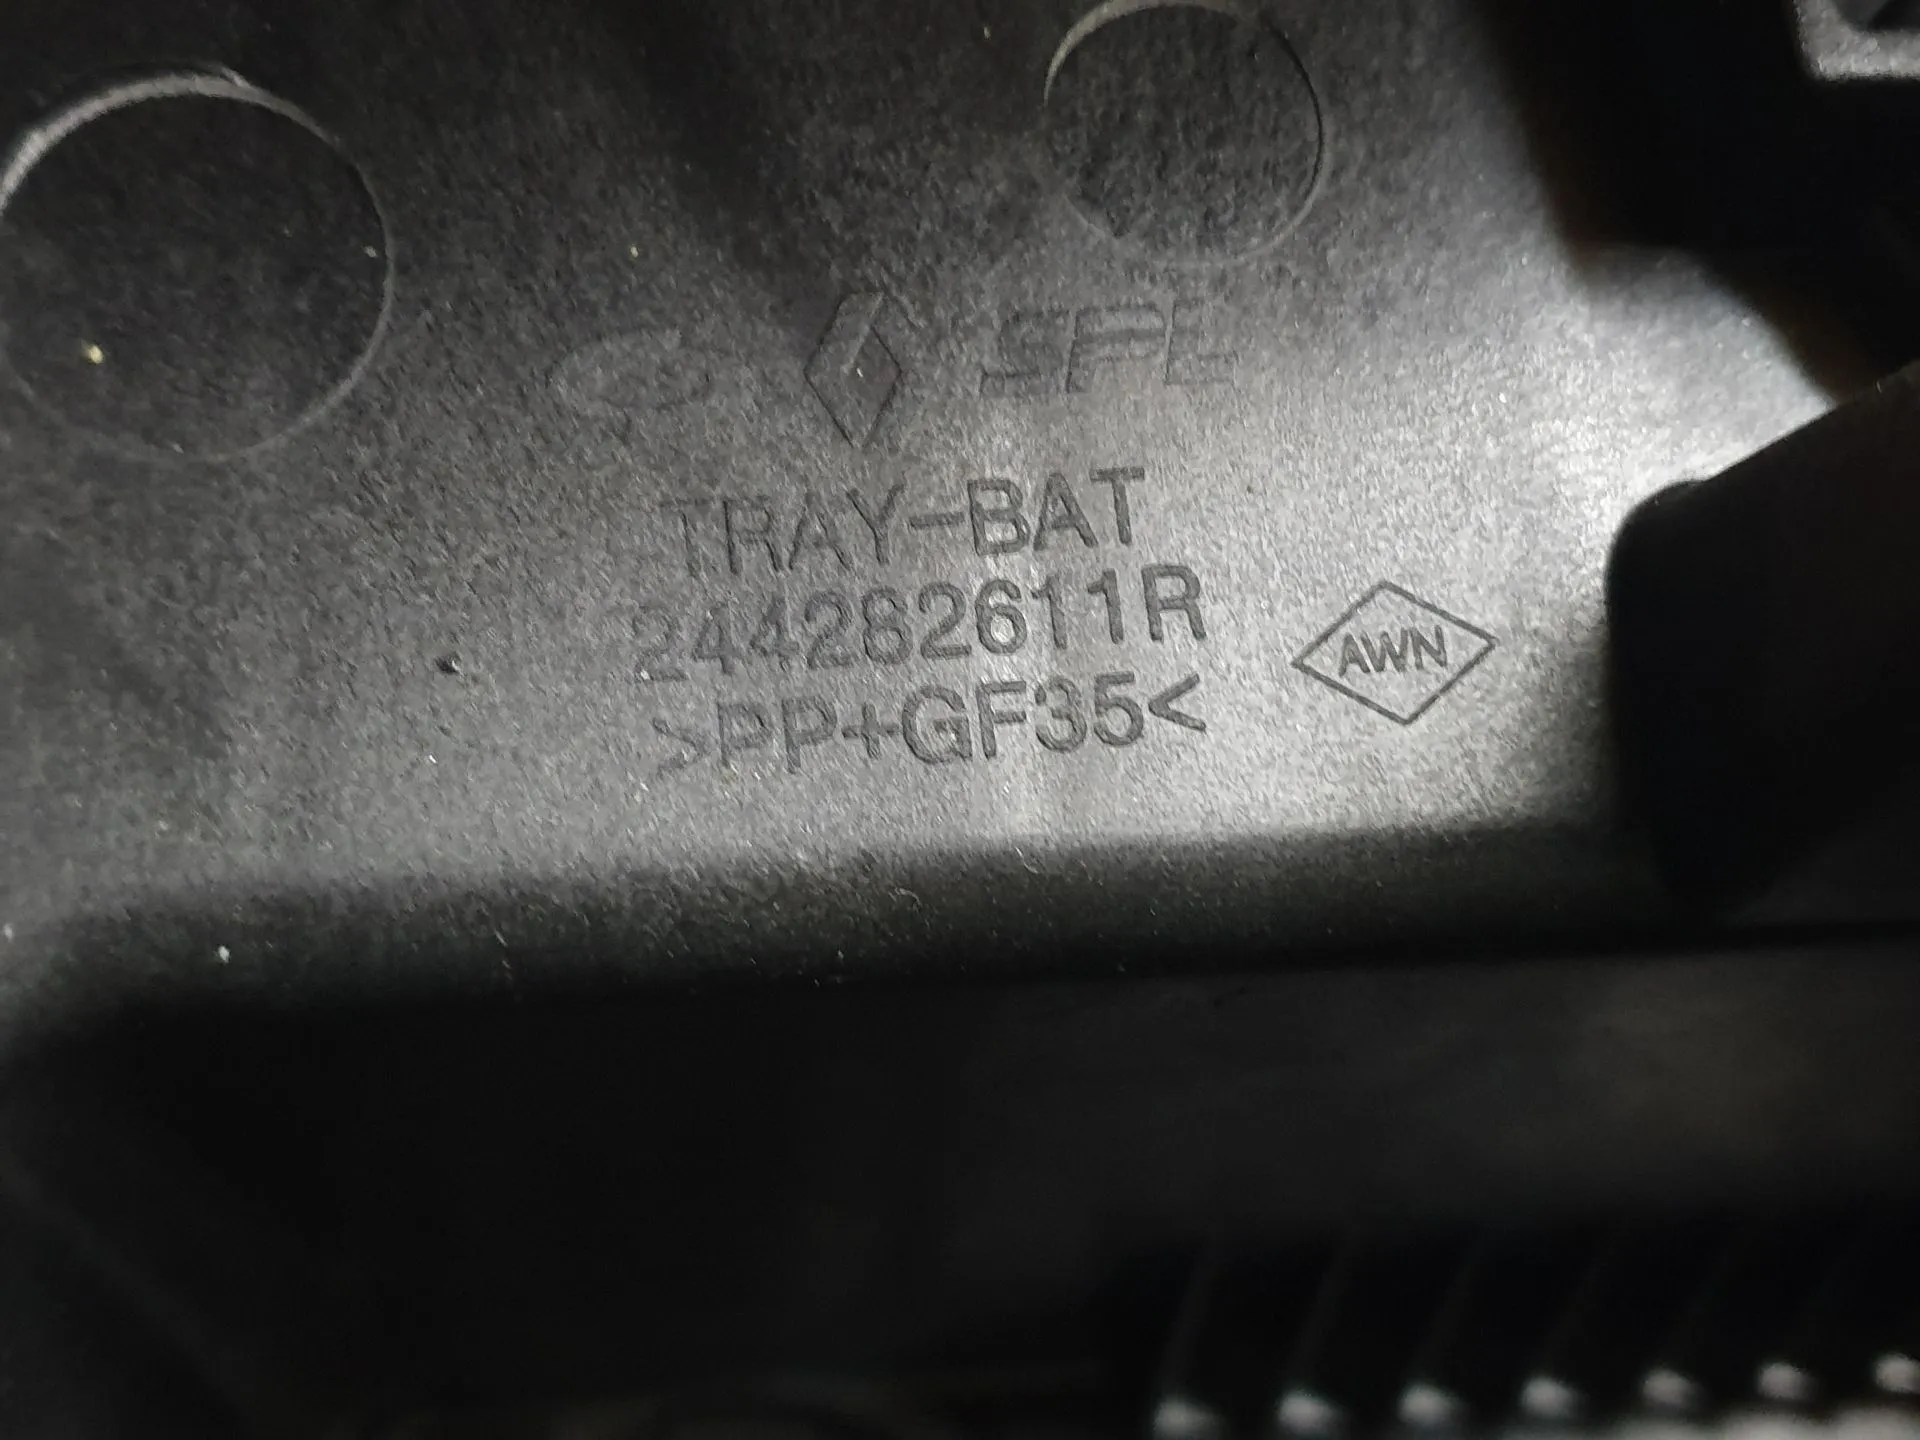 SPL
TRAY-BAT
244282611R
>PP+GF35<
AWN